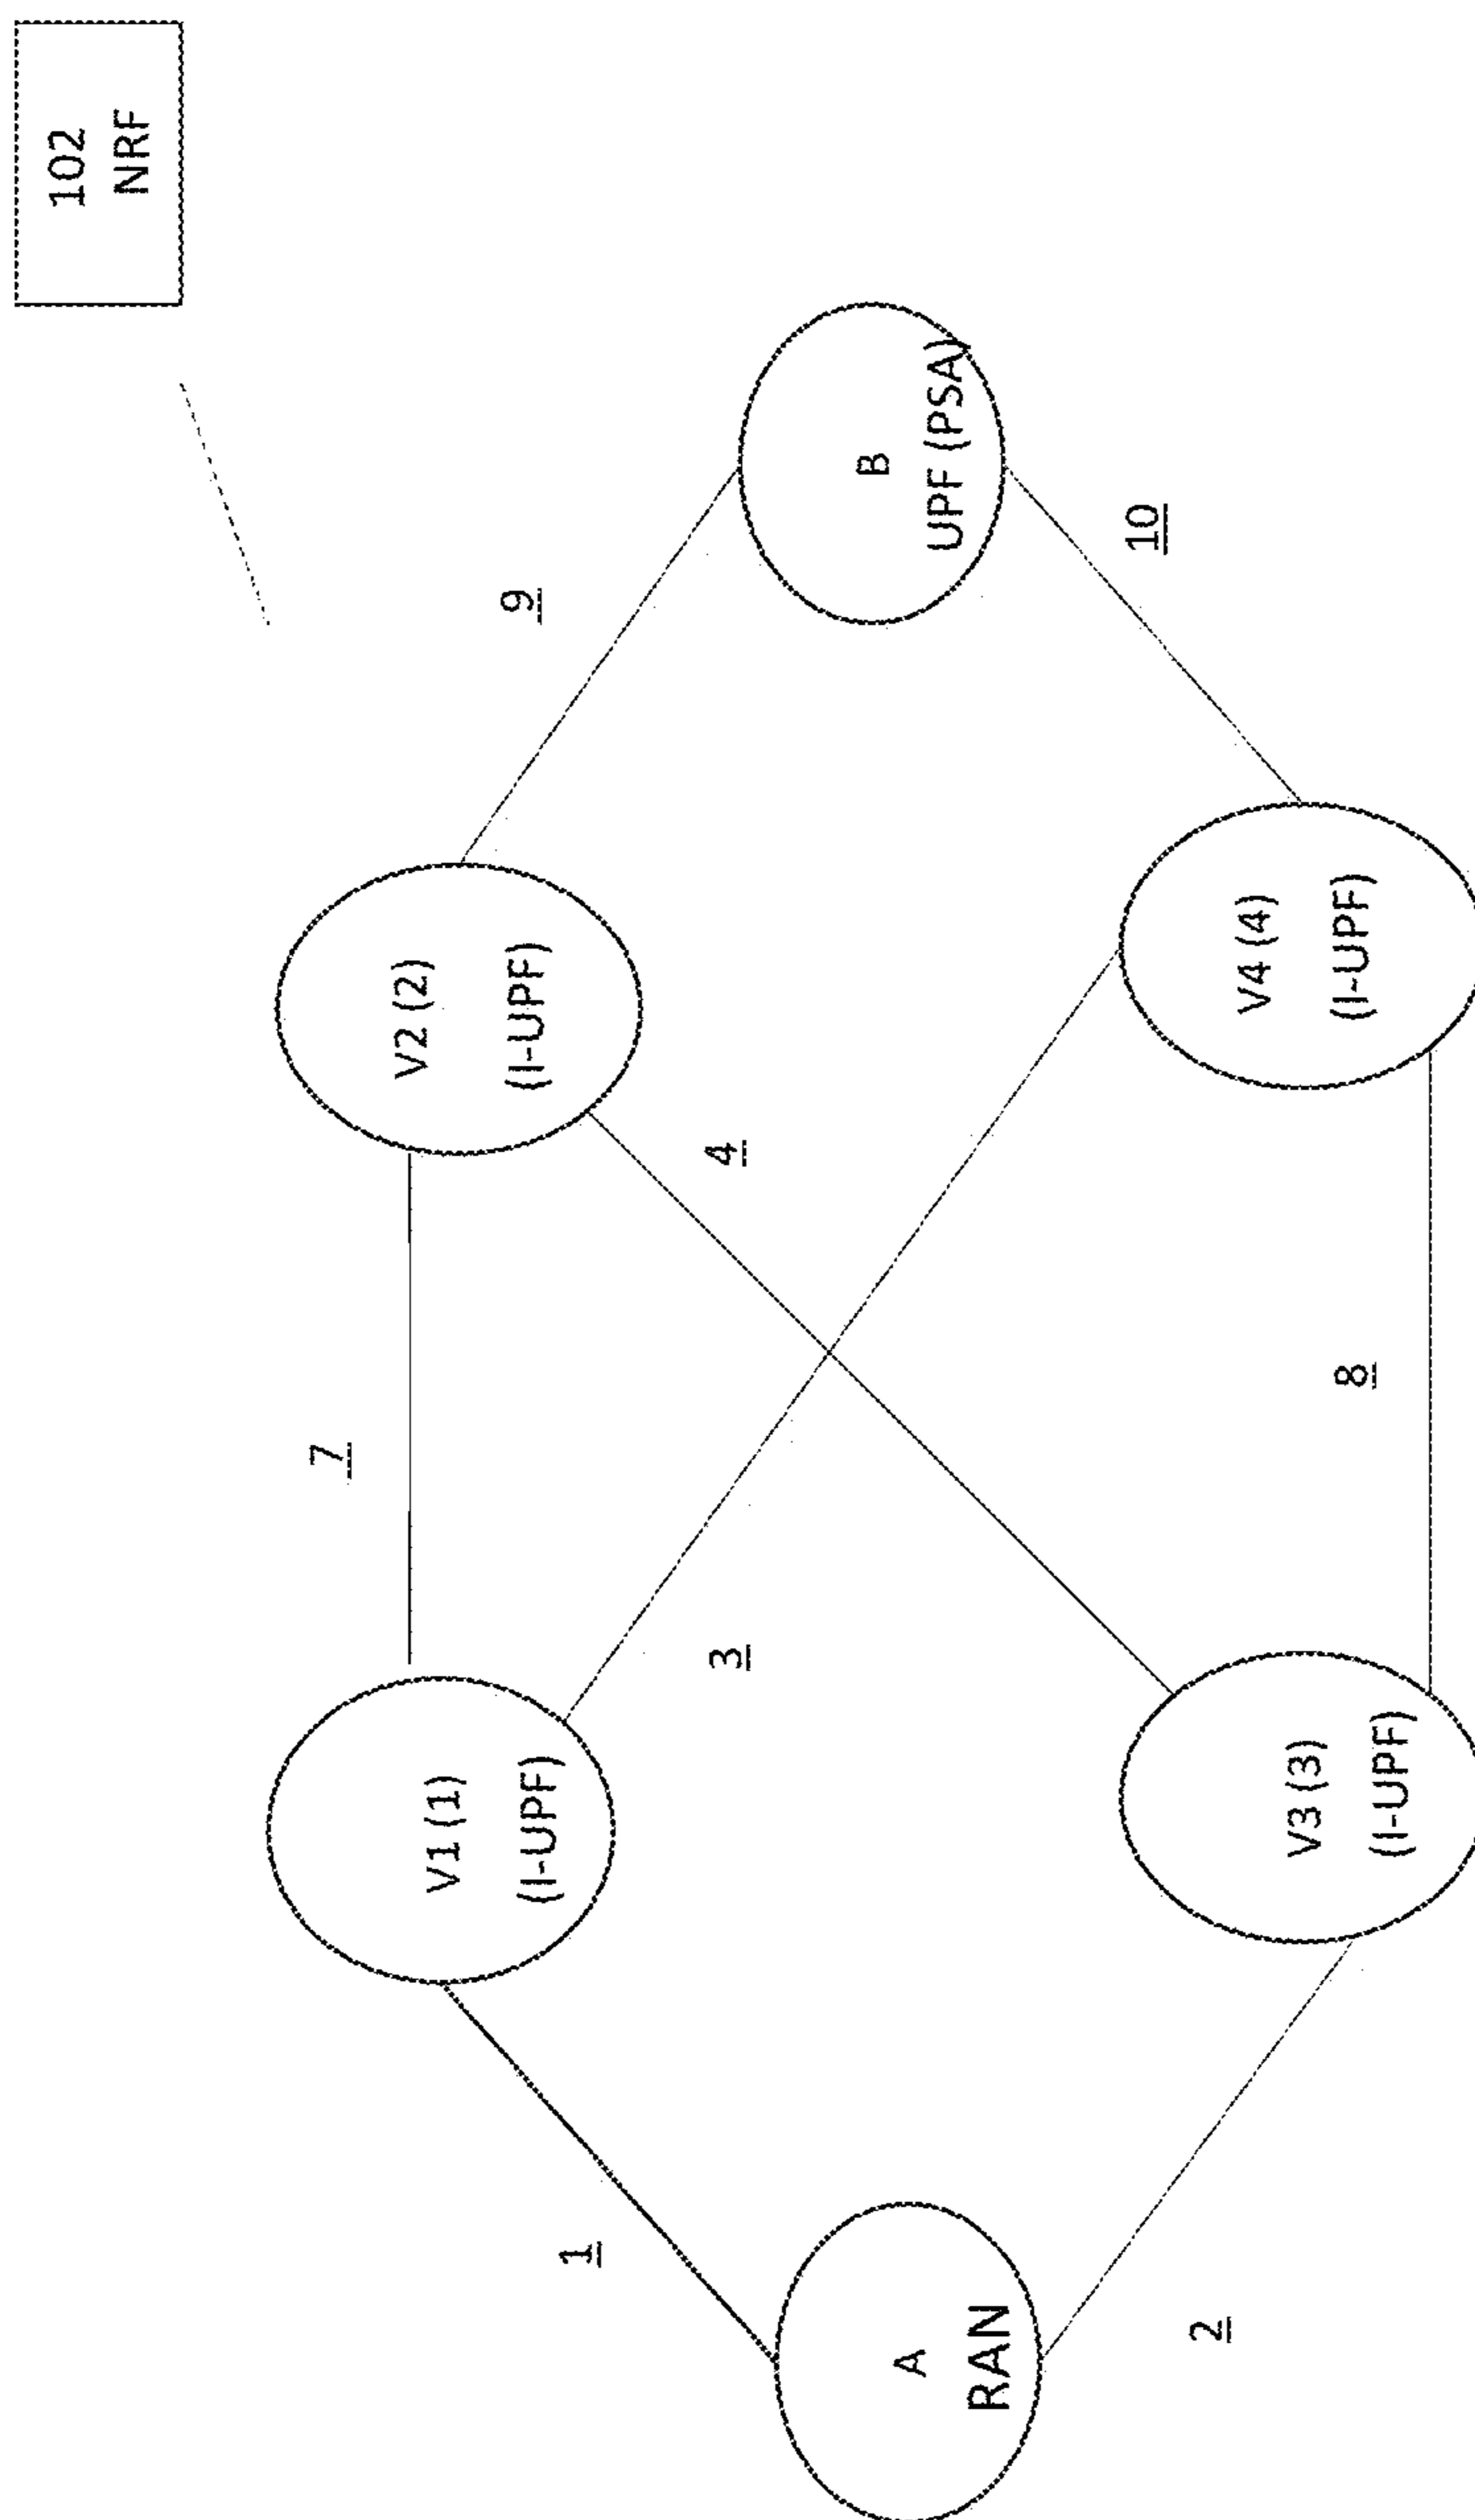 102
NRF
9
B
UPF (PSA)
10
V2 (2)
(I-UPF)
4
V4 (4)
(I-UPF)
7
8
3
V1 (1)
(I-UPF)
V3 (3)
(I-UPF)
1
A
RAN
2